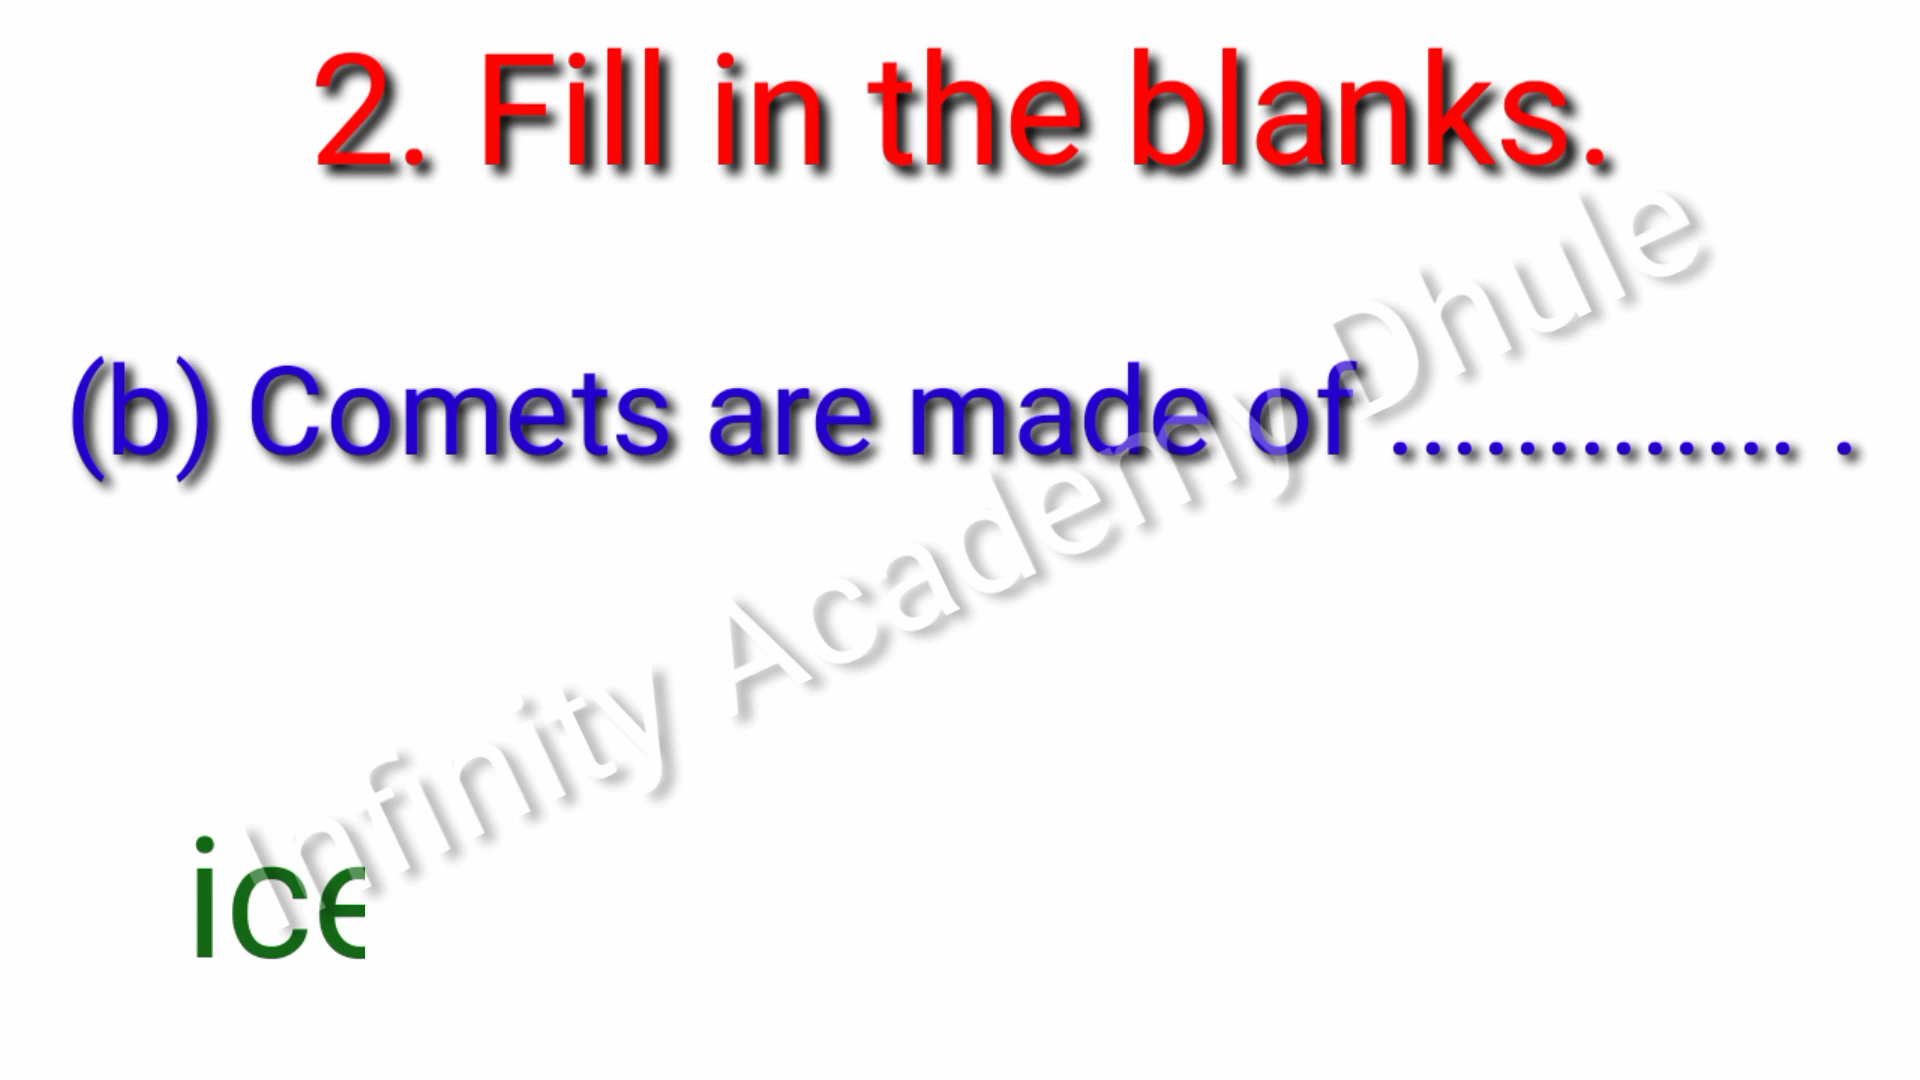 2. Fill in the blanks.
(b) Comets are made of ............. .
Infinity Academy Dhule
ice